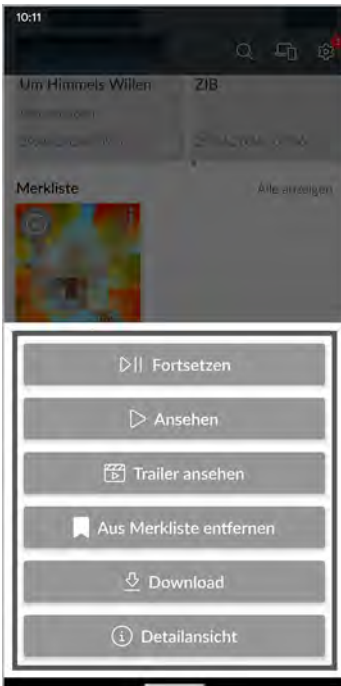 10:11
Um Himmels Willen
ZIB
Merkliste
Alle anzeigen
Fortsetzen
Ansehen
Trailer ansehen
Aus Merkliste entfernen
Download
Detailansicht